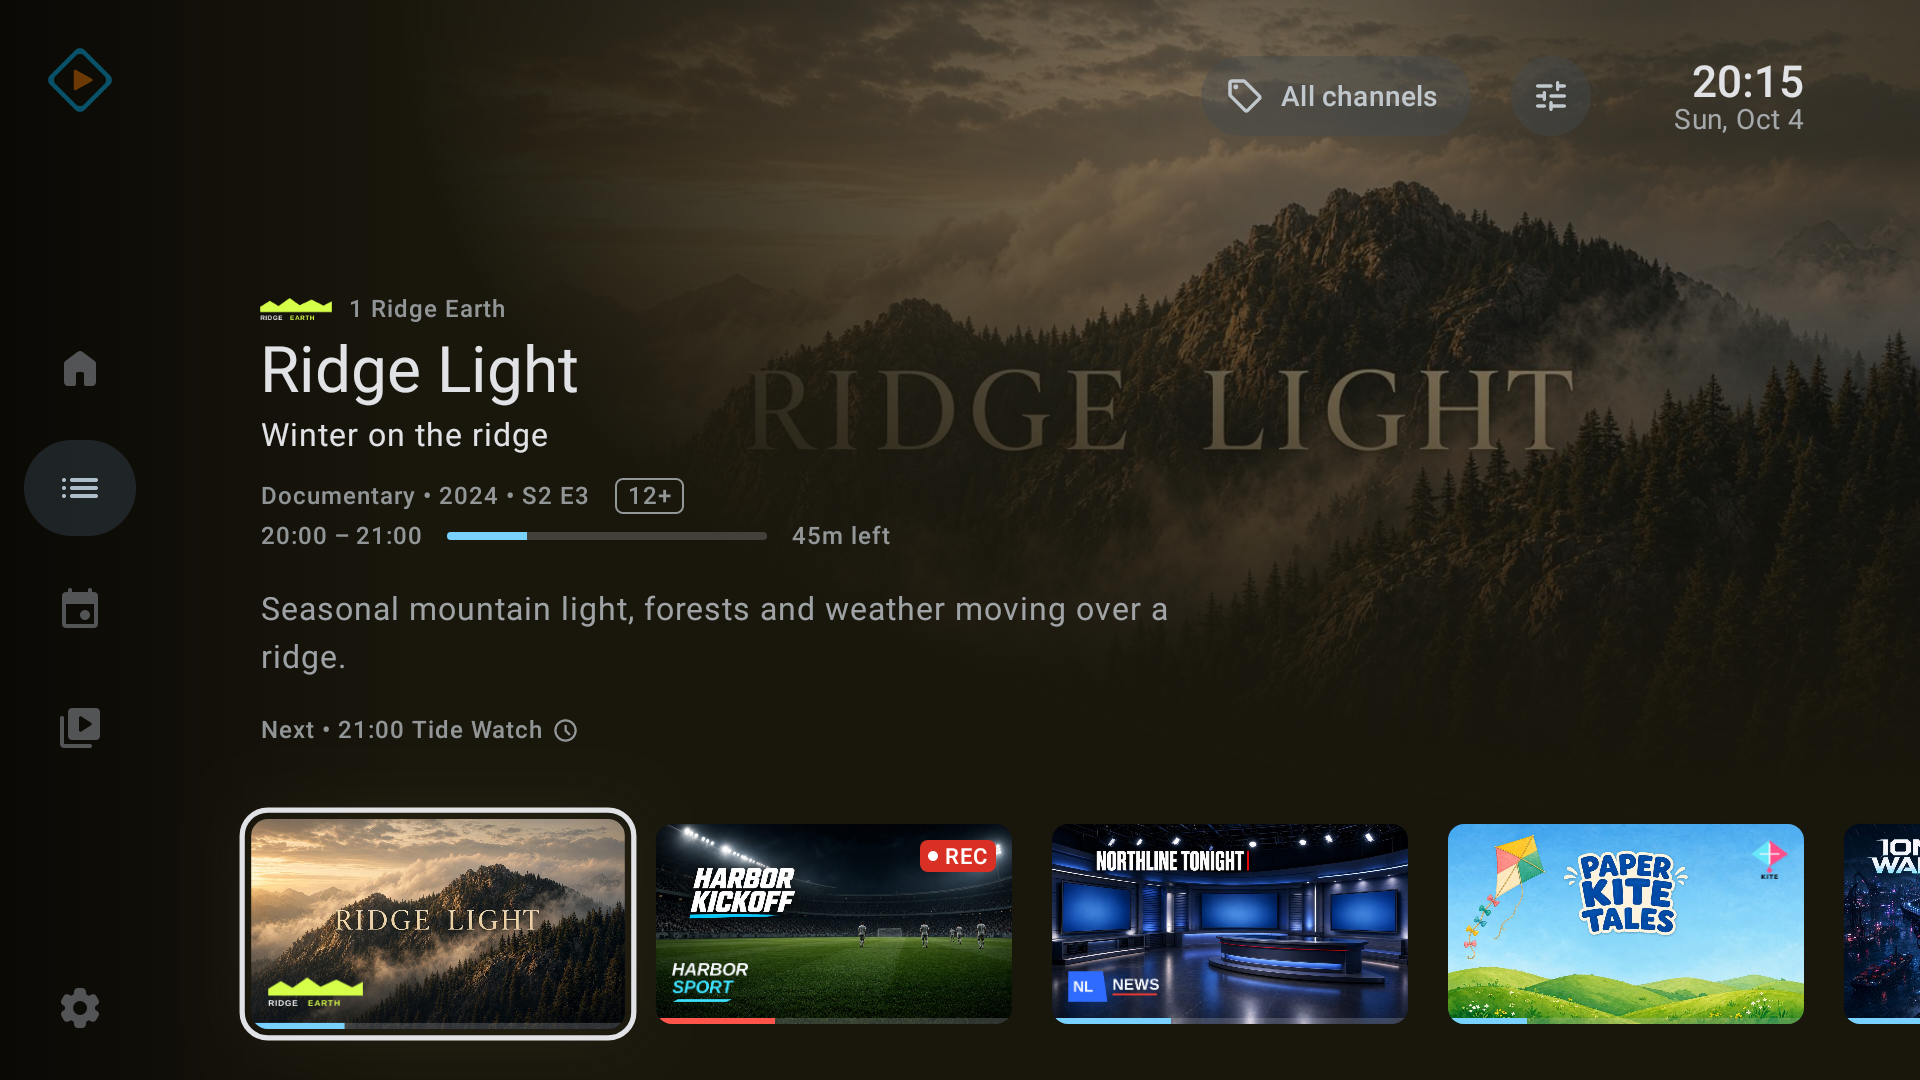 All channels
20:15
Sun, Oct 4
RIDGE EARTH
1 Ridge Earth
Ridge Light
RIDGE LIGHT
Winter on the ridge
Documentary • 2024 • S2 E3 12+
20:00 – 21:00 45m left
Seasonal mountain light, forests and weather moving over a
ridge.
Next • 21:00 Tide Watch
RIDGE LIGHT
RIDGE EARTH
HARBOR
KICKOFF
REC
HARBOR
SPORT
NORTHLINE TONIGHT
NL NEWS
PAPER
KITE
TALES
KITE